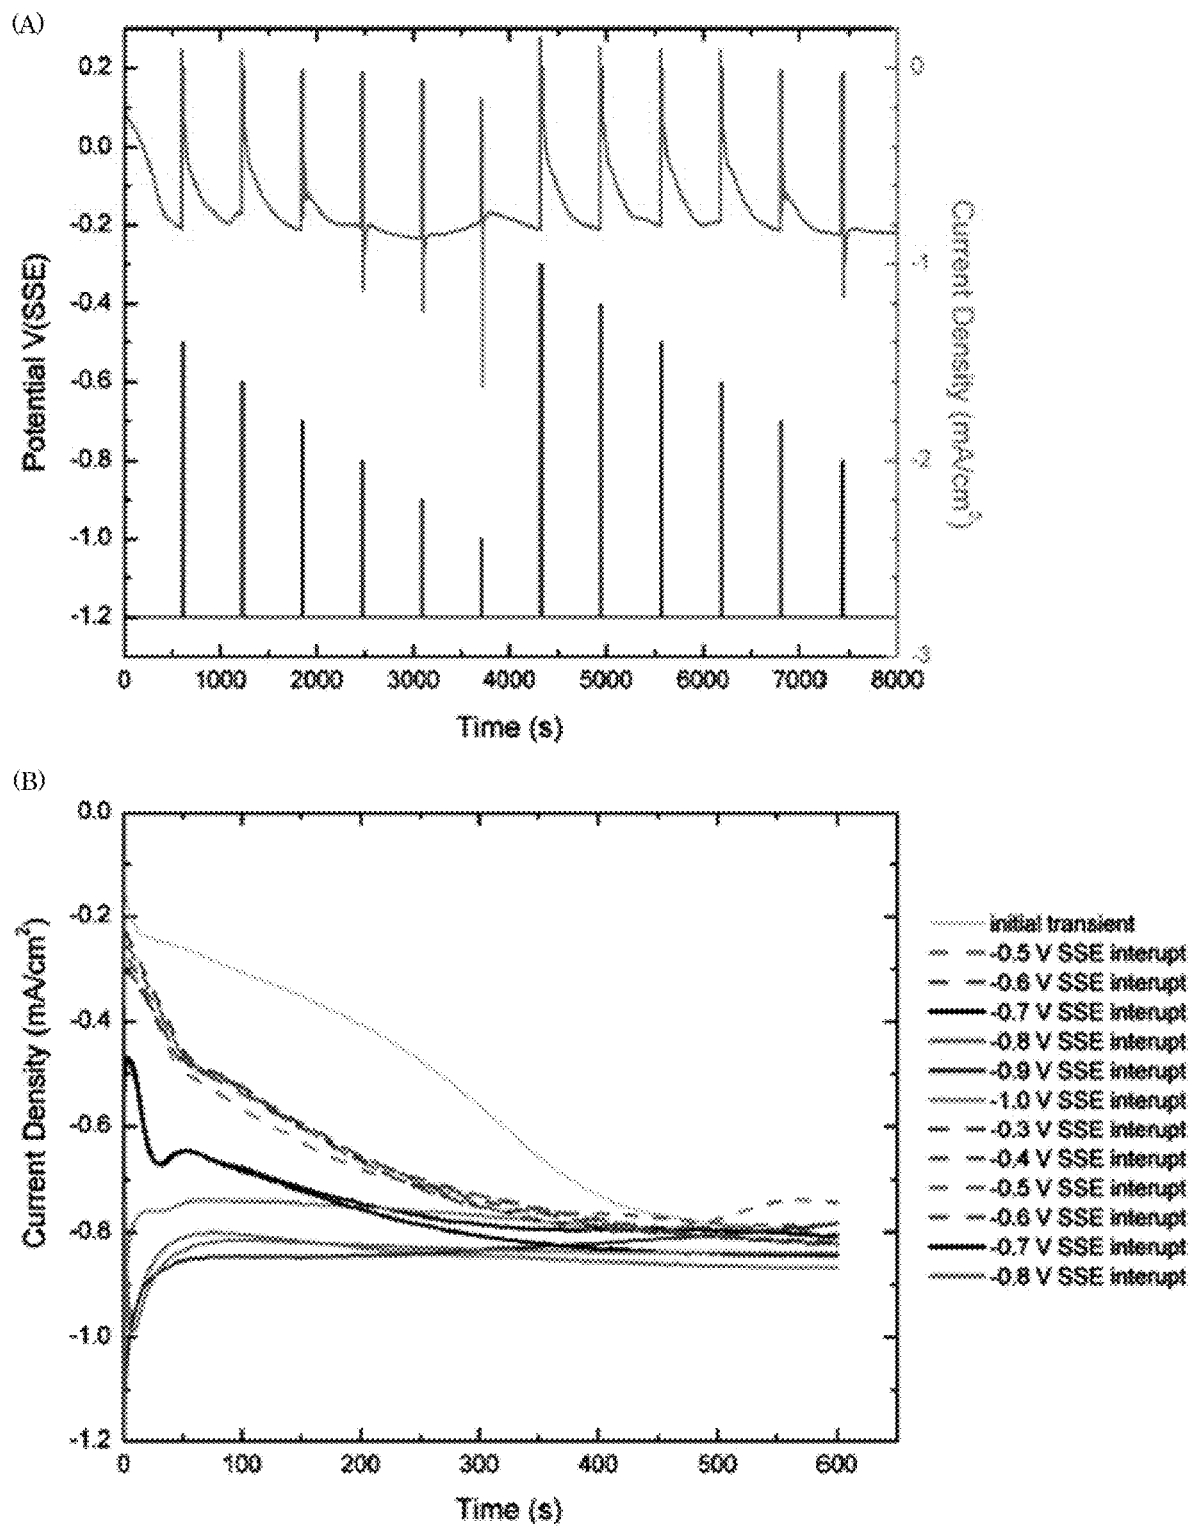 (A)
0.2
0.0
-0.2
-0.4
-0.6
-0.8
-1.0
-1.2
Potential V(SSE)
0
-1
-2
-3
Current Density (mA/cm²)
0 1000 2000 3000 4000 5000 6000 7000 8000
Time (s)
(B)
0.0
-0.2
-0.4
-0.6
-0.8
-1.0
-1.2
Current Density (mA/cm²)
0 100 200 300 400 500 600
Time (s)
initial transient
-0.5 V SSE interupt
-0.6 V SSE interupt
-0.7 V SSE interupt
-0.8 V SSE interupt
-0.9 V SSE interupt
-1.0 V SSE interupt
-0.3 V SSE interupt
-0.4 V SSE interupt
-0.5 V SSE interupt
-0.6 V SSE interupt
-0.7 V SSE interupt
-0.8 V SSE interupt